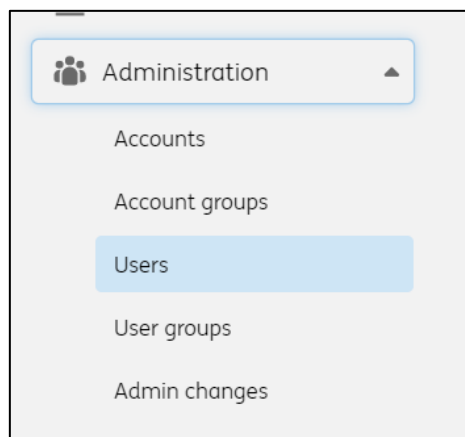 Administration
Accounts
Account groups
Users
User groups
Admin changes